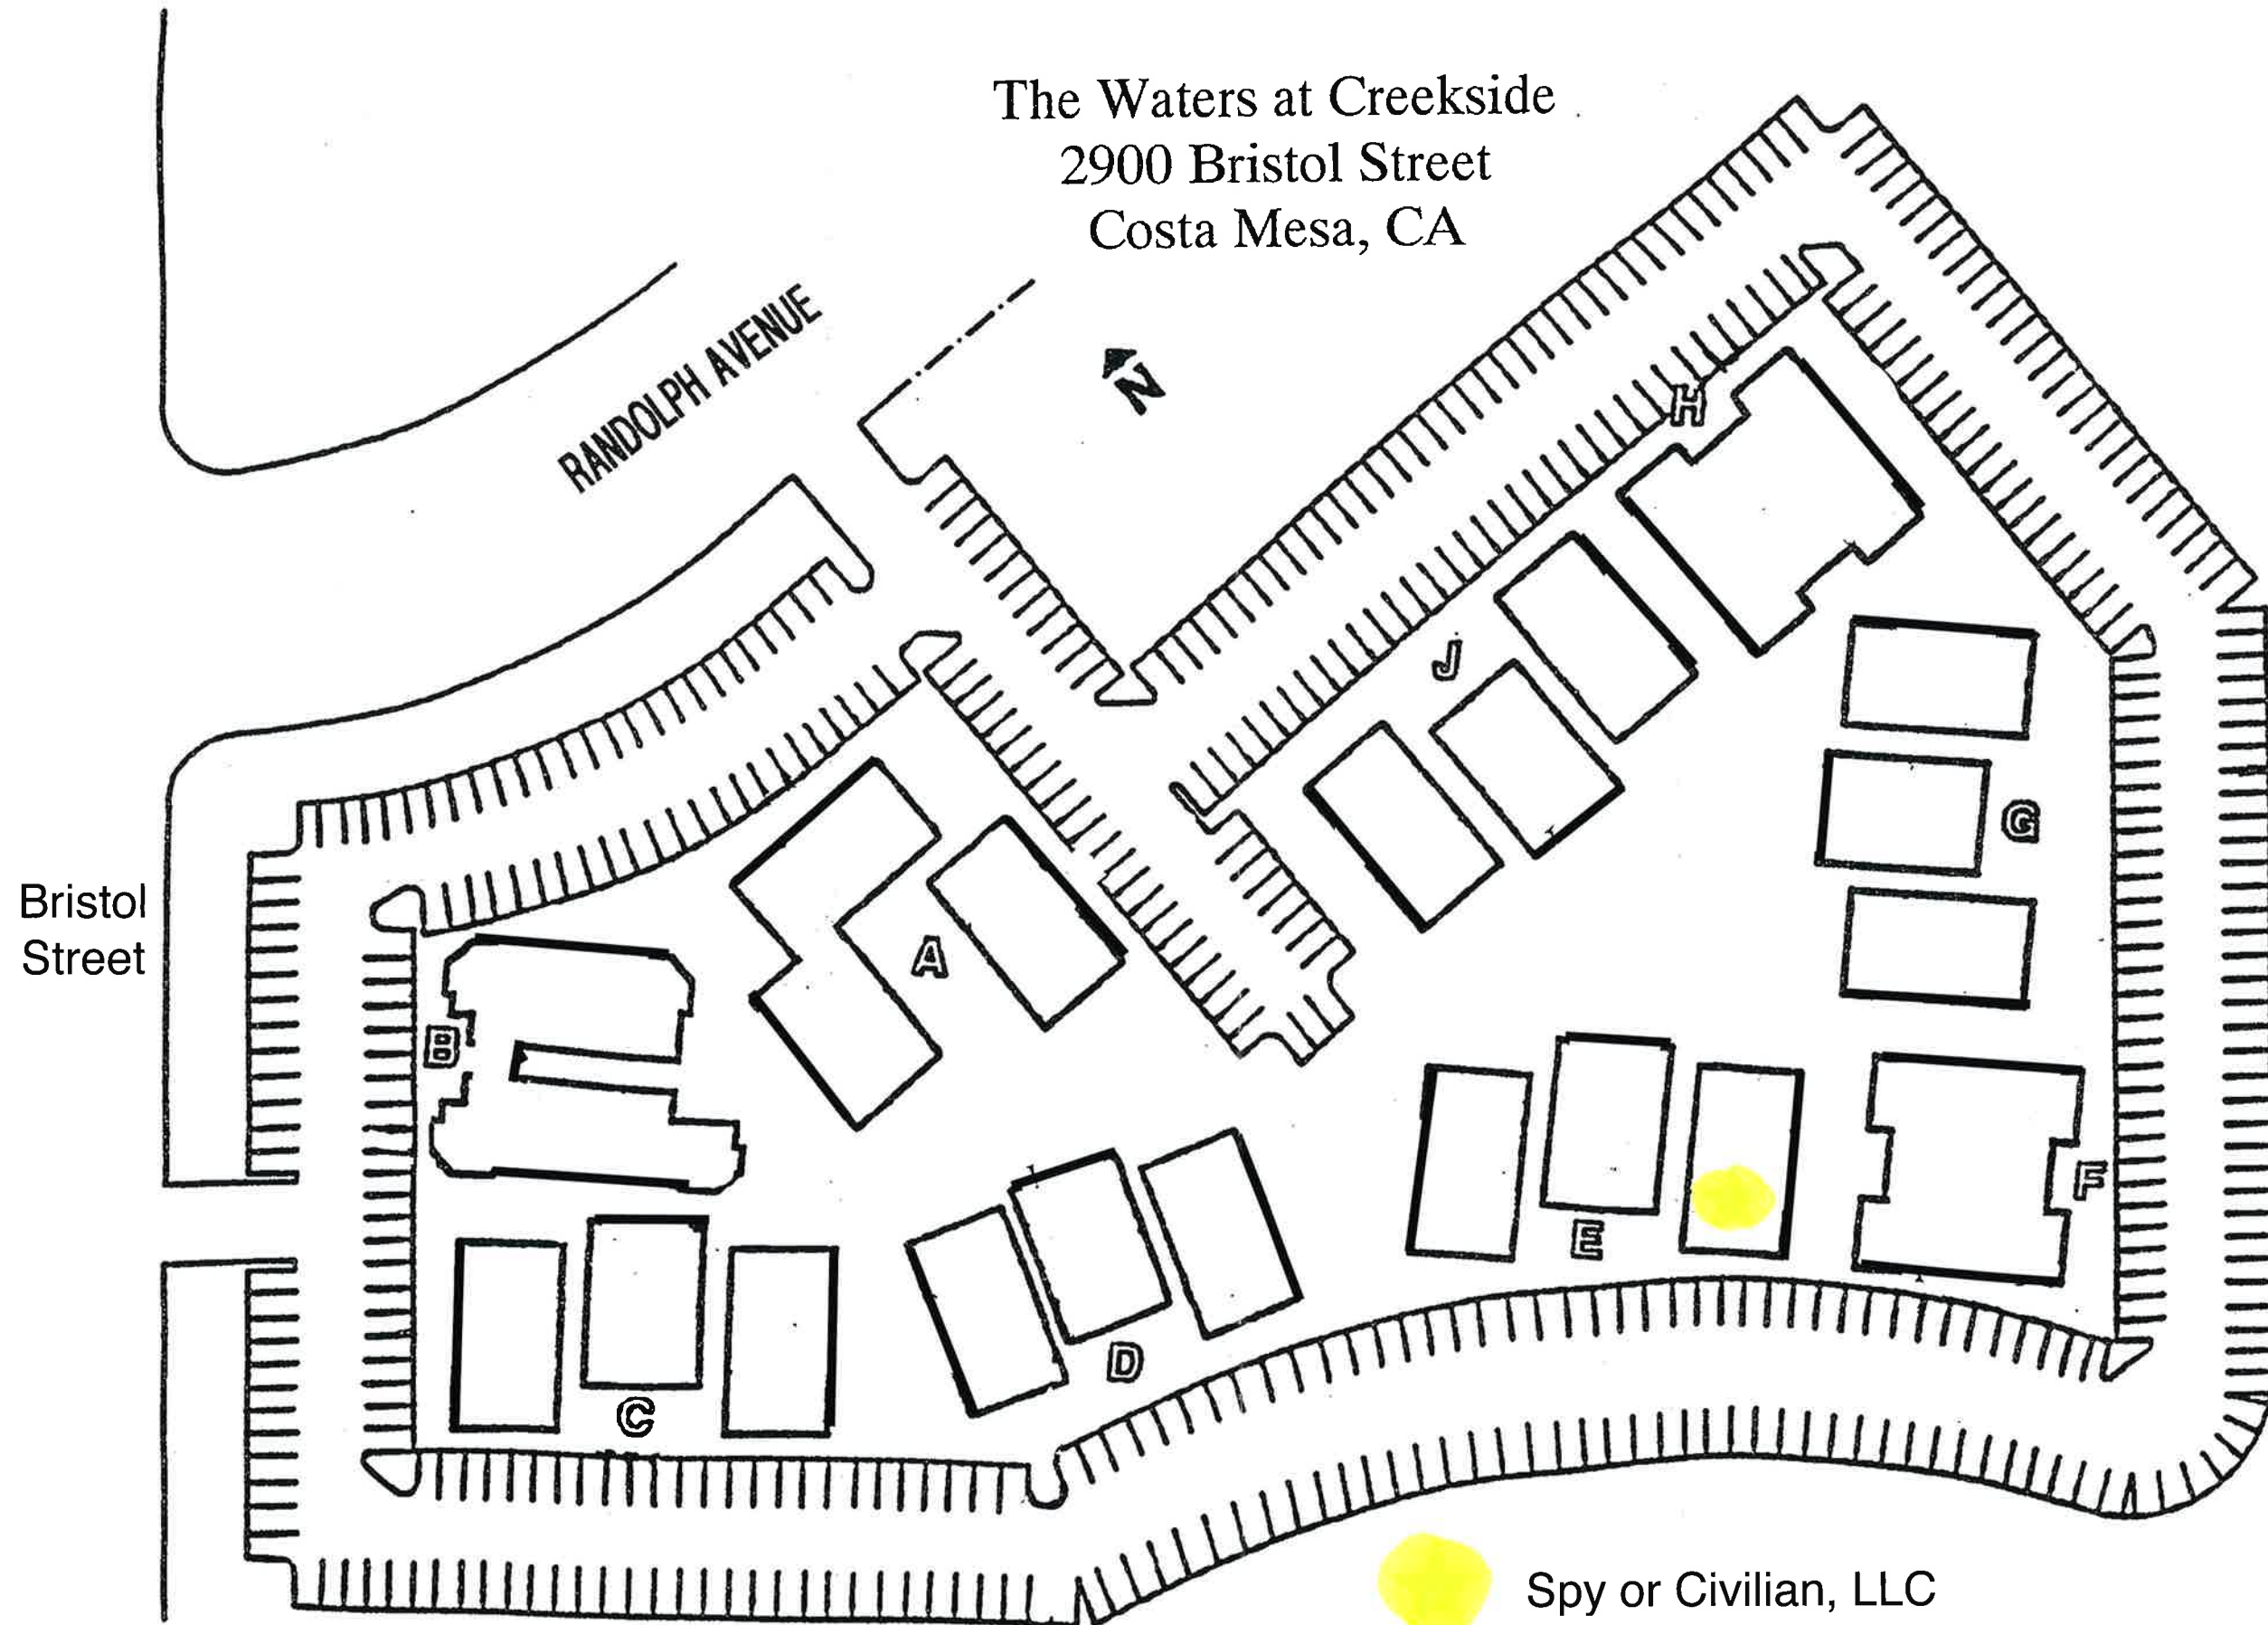 The Waters at Creekside
2900 Bristol Street
Costa Mesa, CA
RANDOLPH AVENUE
N
H
J
G
Bristol
Street
A
B
F
E
D
C
Spy or Civilian, LLC